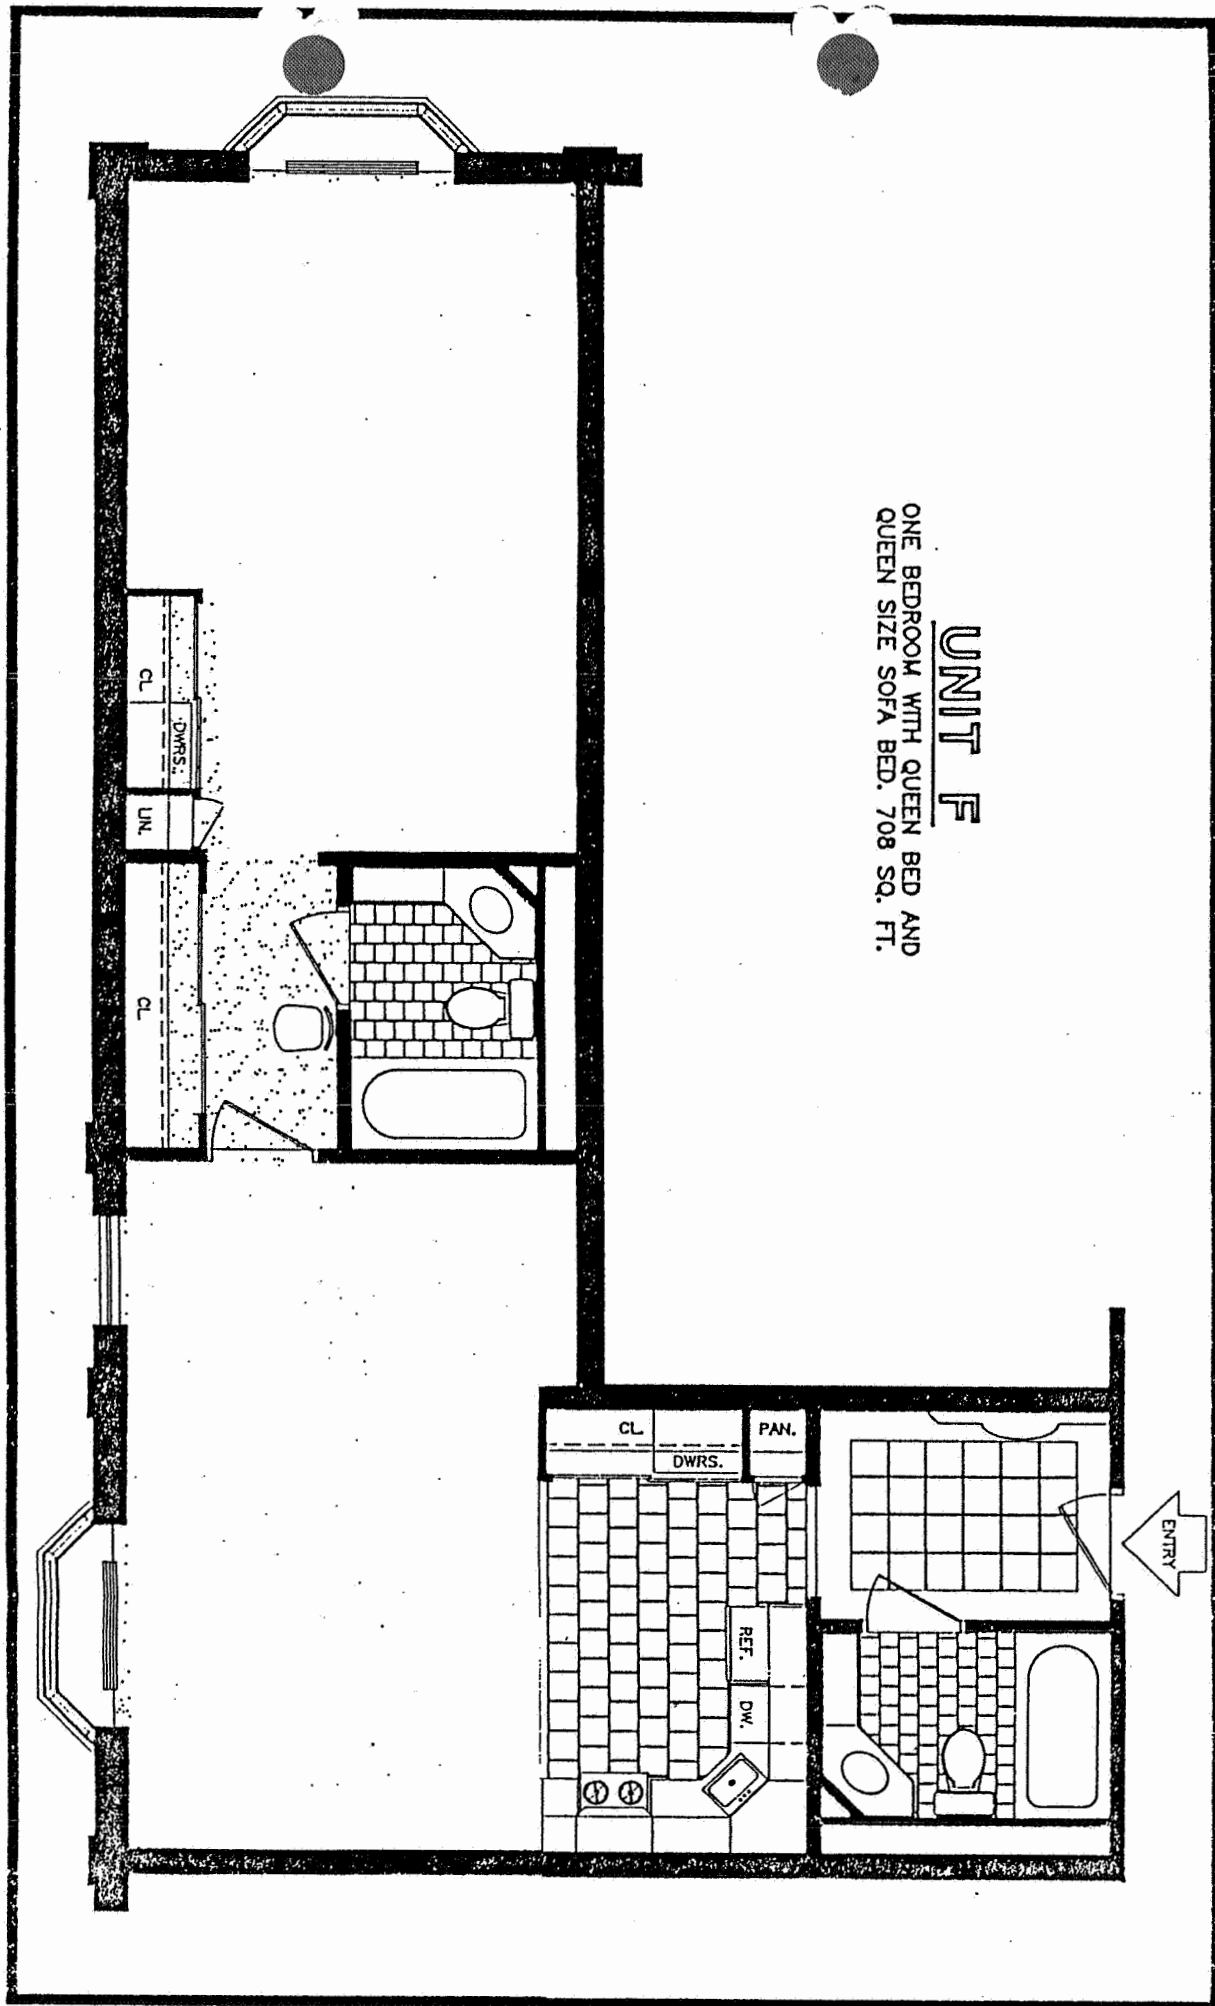 UNIT F
ONE BEDROOM WITH QUEEN BED AND
QUEEN SIZE SOFA BED. 708 SQ. FT.
CL
DWRS.
LIN.
CL
CL
DWRS.
PAN.
ENTRY
REF.
DW.